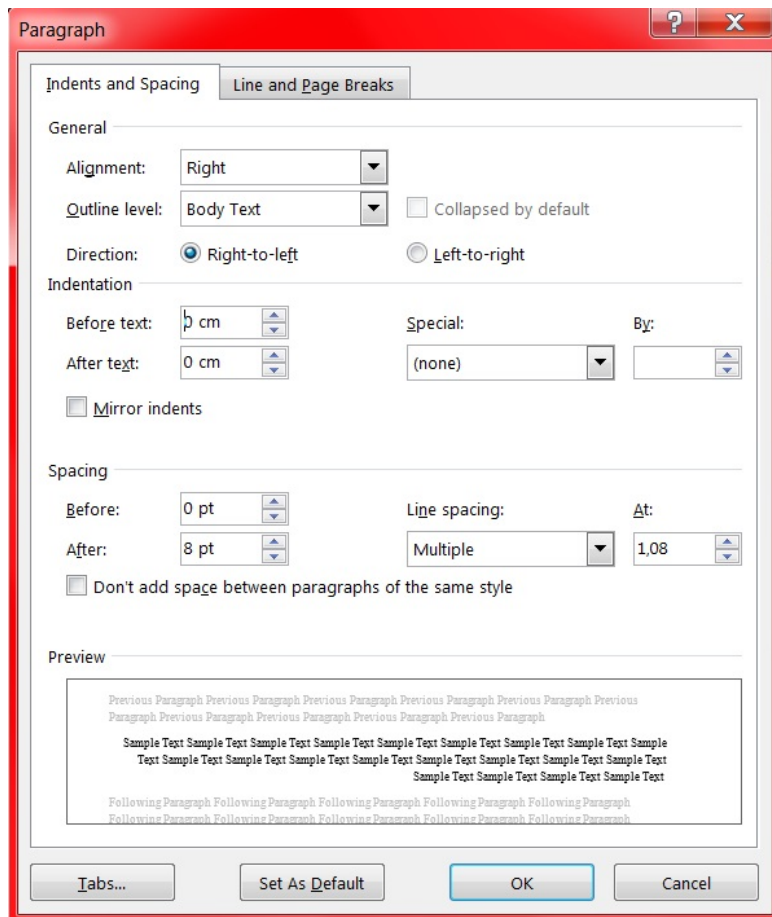 Paragraph
Indents and Spacing Line and Page Breaks
General
Alignment: Right
Outline level: Body Text Collapsed by default
Direction: Right-to-left Left-to-right
Indentation
Before text: 0 cm Special: By:
After text: 0 cm (none)
Mirror indents
Spacing
Before: 0 pt Line spacing: At:
After: 8 pt Multiple 1,08
Don't add space between paragraphs of the same style
Preview
Previous Paragraph Previous Paragraph Previous Paragraph Previous Paragraph Previous Paragraph Previous
Paragraph Previous Paragraph Previous Paragraph Previous Paragraph Previous Paragraph
Sample Text Sample Text Sample Text Sample Text Sample Text Sample Text Sample Text Sample Text Sample
Text Sample Text Sample Text Sample Text Sample Text Sample Text Sample Text Sample Text Sample Text
Sample Text Sample Text Sample Text Sample Text
Following Paragraph Following Paragraph Following Paragraph Following Paragraph Following Paragraph
Following Paragraph Following Paragraph Following Paragraph Following Paragraph Following Paragraph
Tabs... Set As Default OK Cancel